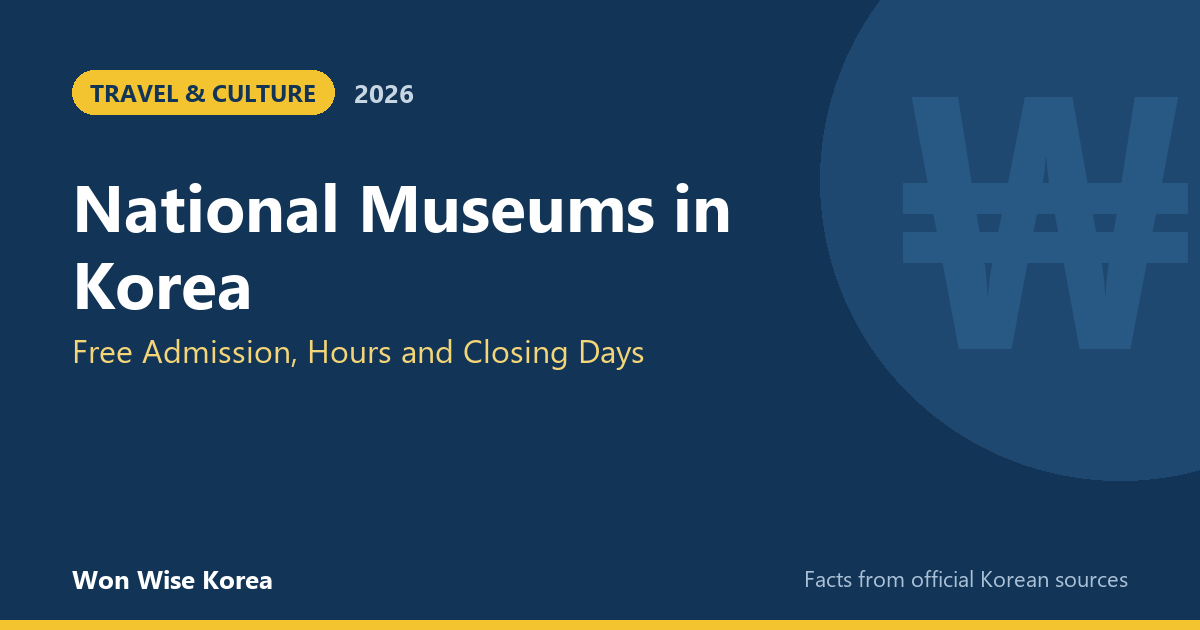 TRAVEL & CULTURE 2026
National Museums in
Korea
Free Admission, Hours and Closing Days
₩
Won Wise Korea
Facts from official Korean sources